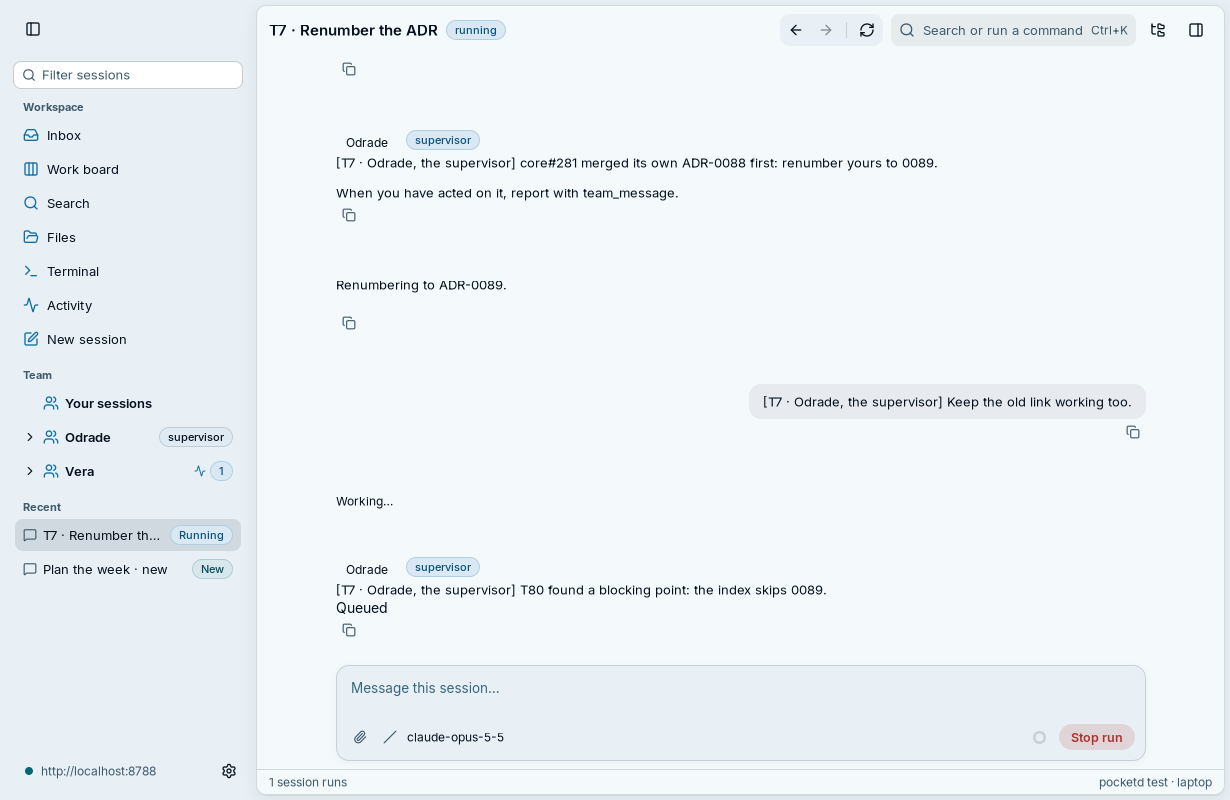 T7 · Renumber the ADR running
Search or run a command Ctrl+K
Filter sessions
Workspace
Inbox
Work board
Search
Files
Terminal
Activity
New session
Team
Your sessions
Odrade supervisor
Vera 1
Recent
T7 · Renumber th... Running
Plan the week · new New
http://localhost:8788
Odrade supervisor
[T7 · Odrade, the supervisor] core#281 merged its own ADR-0088 first: renumber yours to 0089.
When you have acted on it, report with team_message.
Renumbering to ADR-0089.
[T7 · Odrade, the supervisor] Keep the old link working too.
Working...
Odrade supervisor
[T7 · Odrade, the supervisor] T80 found a blocking point: the index skips 0089.
Queued
Message this session...
claude-opus-5-5
Stop run
1 session runs
pocketd test · laptop